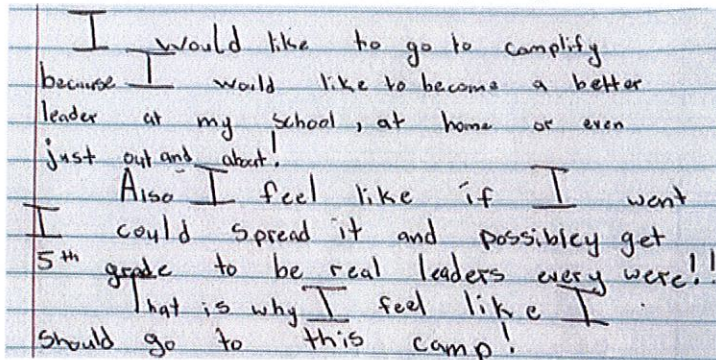 I would like to go to camplify
because I would like to become a better
leader at my school, at home or even
just out and about!
Also I feel like if I went
I could spread it and possibley get
5th grade to be real leaders every were!!
That is why I feel like I
should go to this camp!